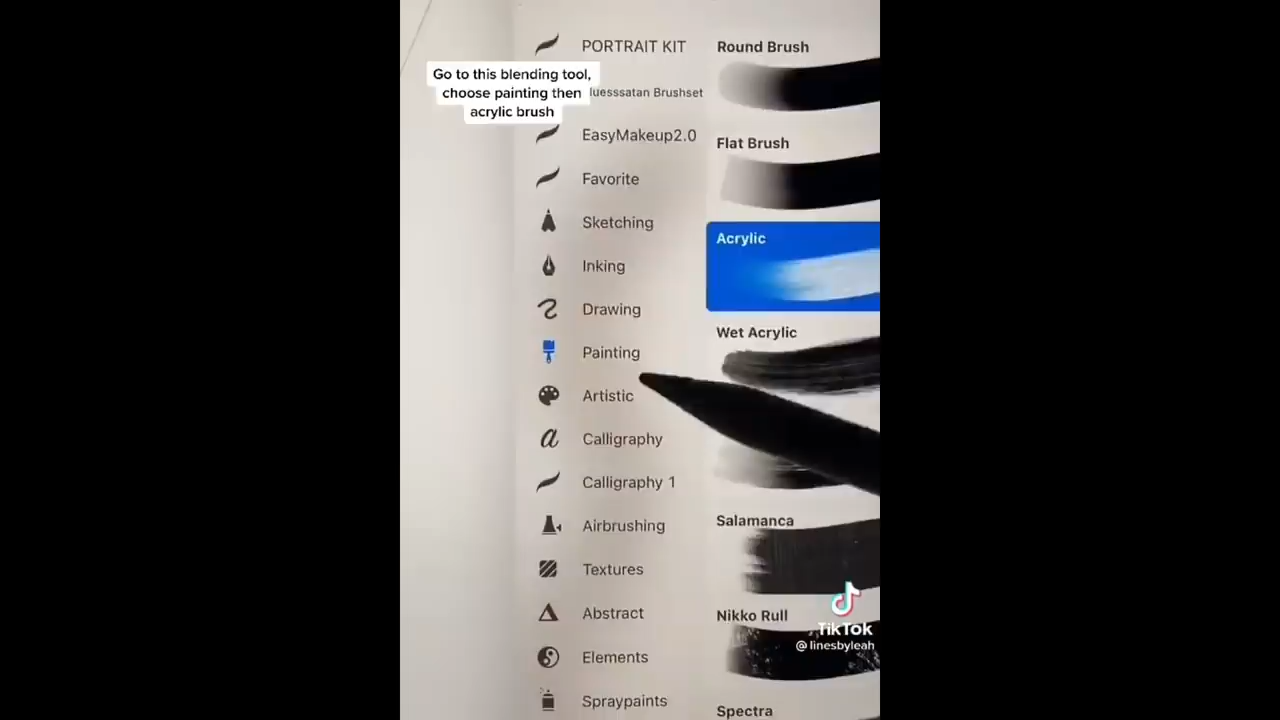 PORTRAIT KIT
Go to this blending tool,
choose painting then
acrylic brush
Brushset
EasyMakeup2.0
Favorite
Sketching
Inking
Drawing
Painting
Artistic
Calligraphy
Calligraphy 1
Airbrushing
Textures
Abstract
Elements
Spraypaints
Round Brush
Flat Brush
Acrylic
Wet Acrylic
Salamanca
Nikko Rull
Spectra
TikTok
@linesbyleah